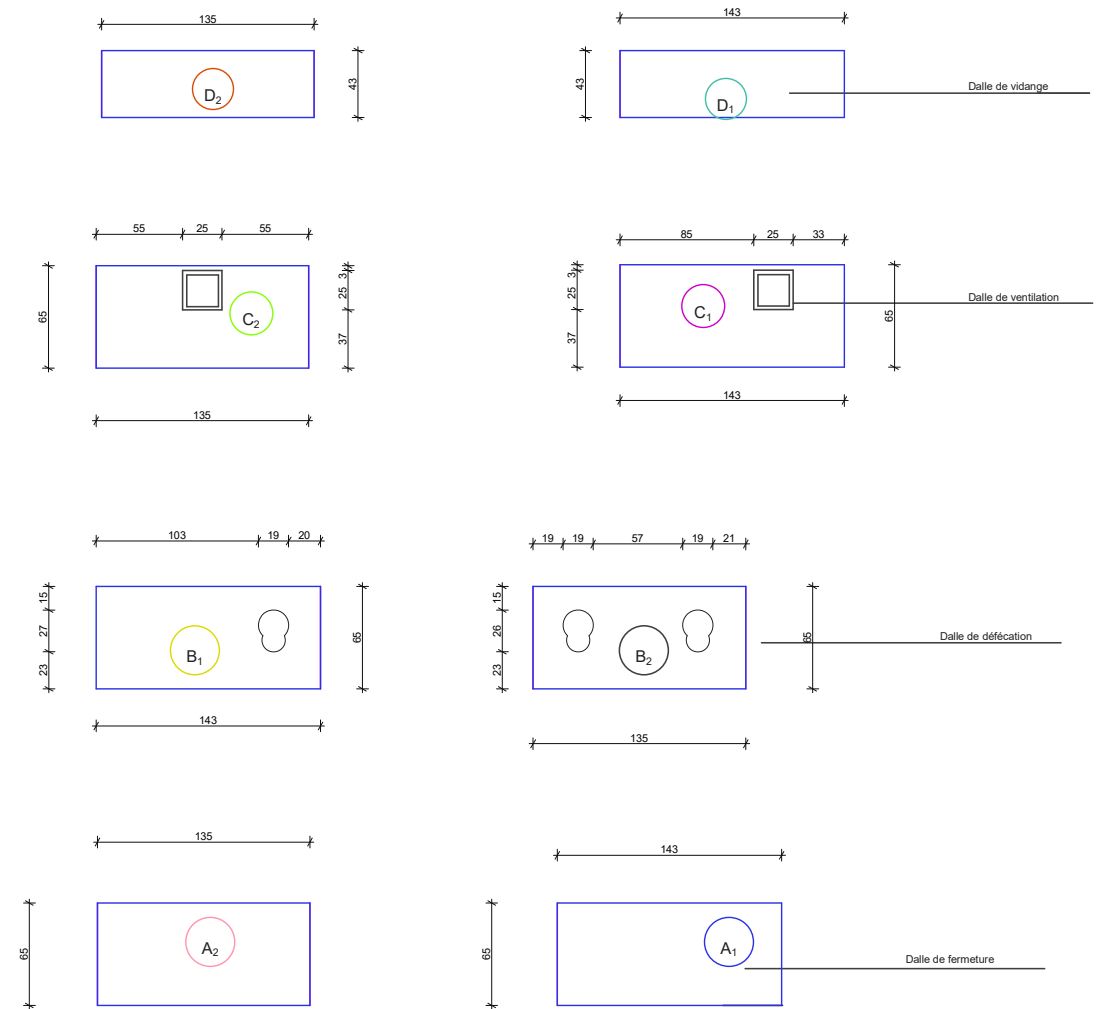 135
143
43
43
D2
D1
Dalle de vidange
55 25 55
85 25 33
65
3
25
37
C2
3
25
37
C1
65
Dalle de ventilation
135
143
103 19 20
19 19 57 19 21
15
27
23
B1
65
15
26
23
B2
65
Dalle de défécation
143
135
135
143
65
A2
65
A1
Dalle de fermeture